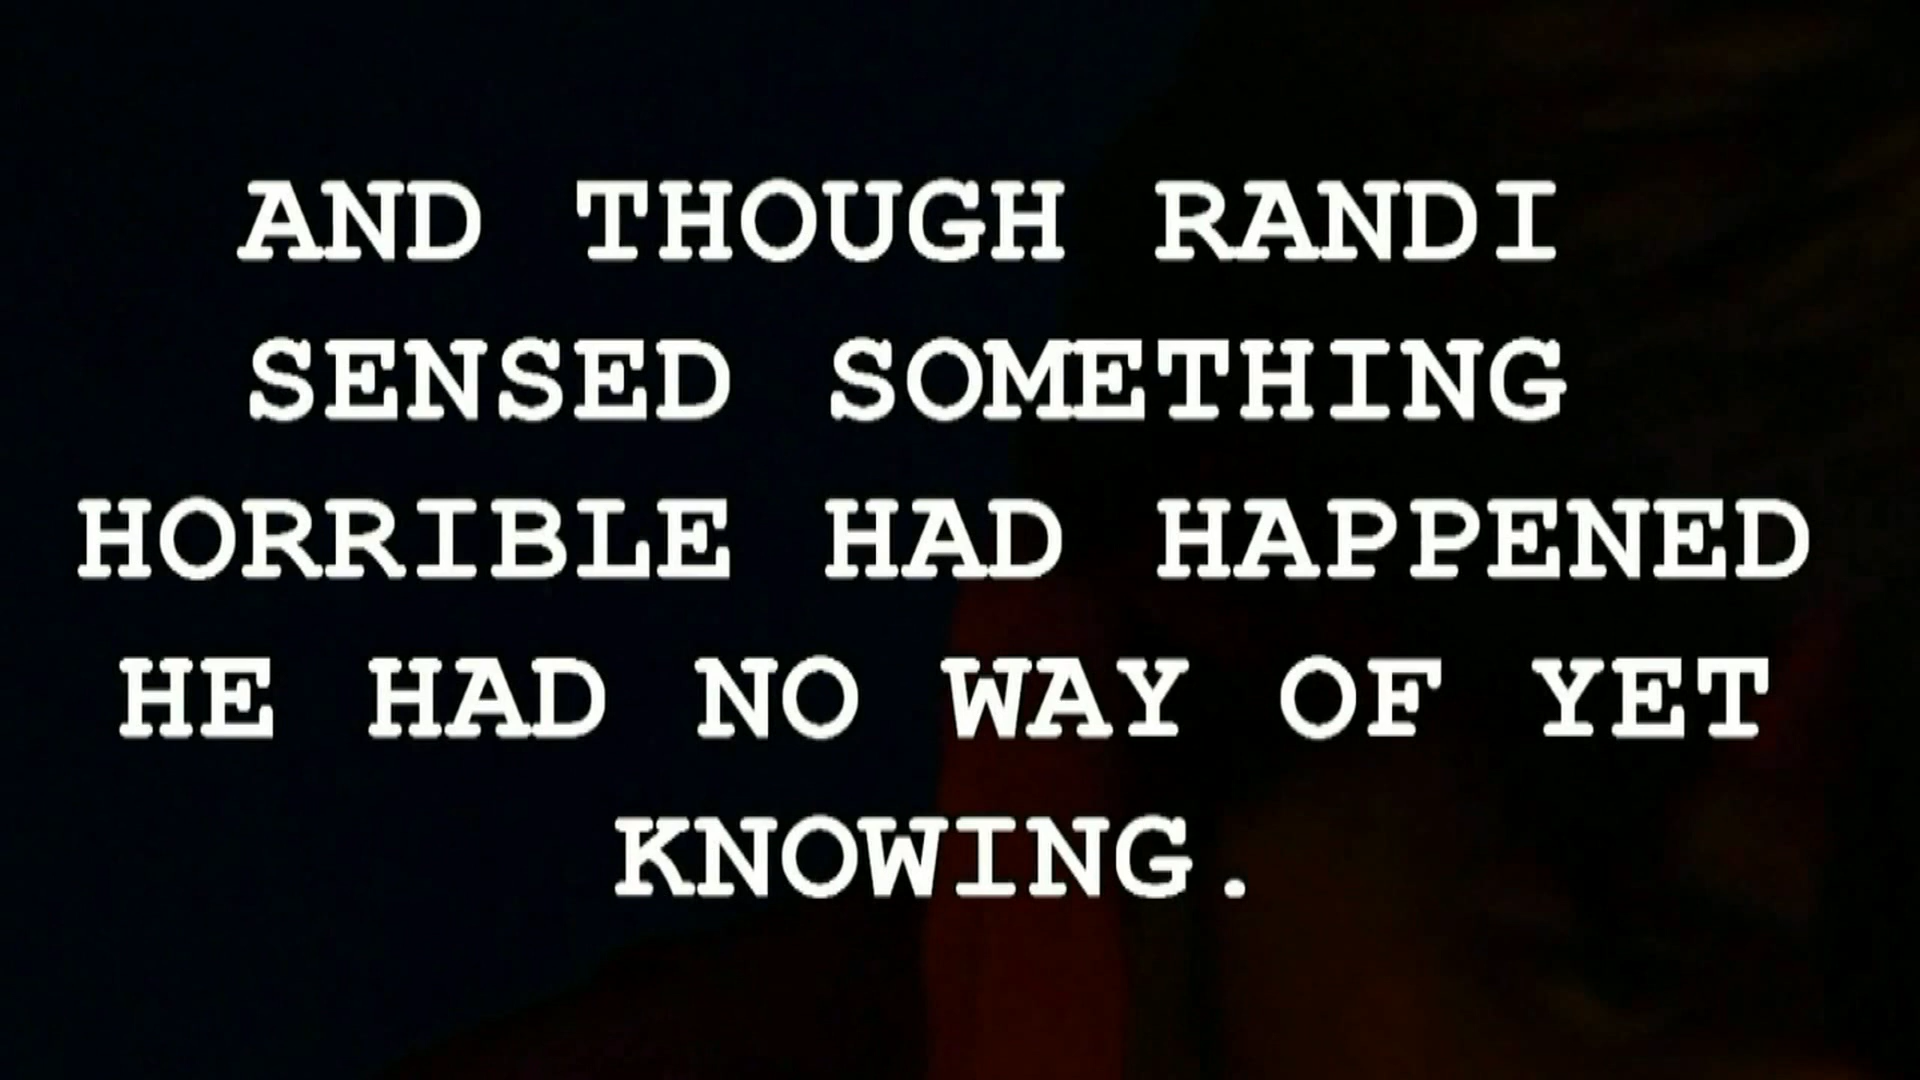 AND THOUGH RANDI
SENSED SOMETHING
HORRIBLE HAD HAPPENED
HE HAD NO WAY OF YET
KNOWING.